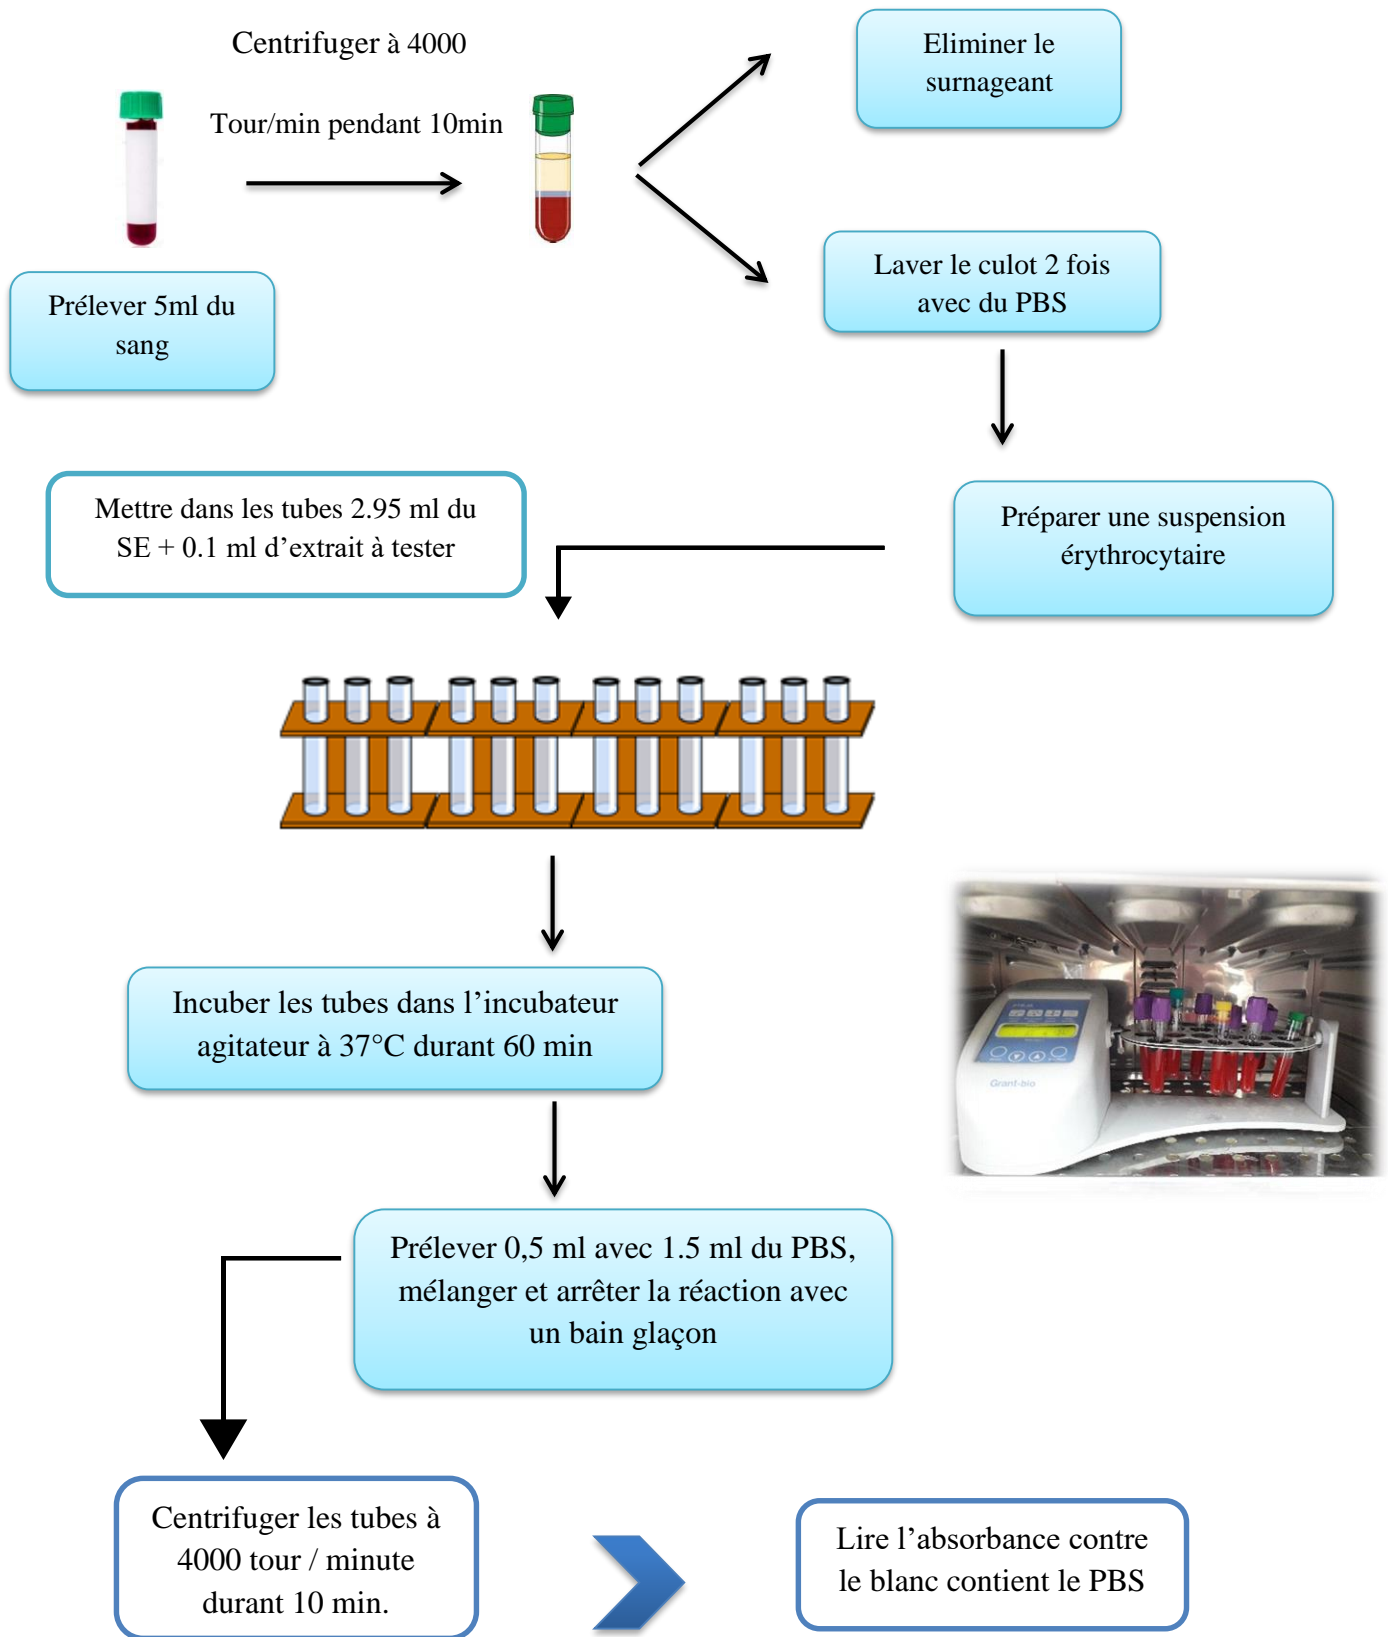 Centrifuger à 4000
Tour/min pendant 10min
Eliminer le
surnageant
Prélever 5ml du
sang
Laver le culot 2 fois
avec du PBS
Préparer une suspension
érythrocytaire
Mettre dans les tubes 2.95 ml du
SE + 0.1 ml d’extrait à tester
Incuber les tubes dans l’incubateur
agitateur à 37°C durant 60 min
Grant-bio
Prélever 0,5 ml avec 1.5 ml du PBS,
mélanger et arrêter la réaction avec
un bain glaçon
Centrifuger les tubes à
4000 tour / minute
durant 10 min.
Lire l’absorbance contre
le blanc contient le PBS